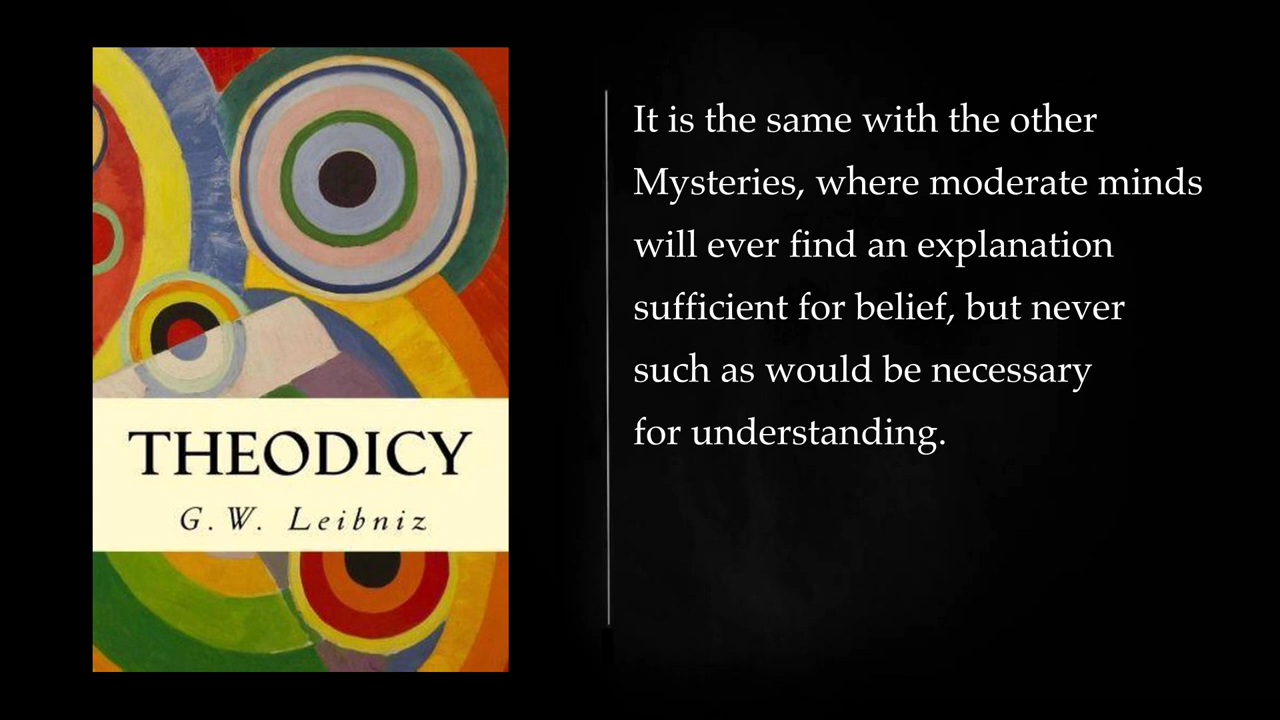 THEODICY
G. W. Leibniz
It is the same with the other
Mysteries, where moderate minds
will ever find an explanation
sufficient for belief, but never
such as would be necessary
for understanding.